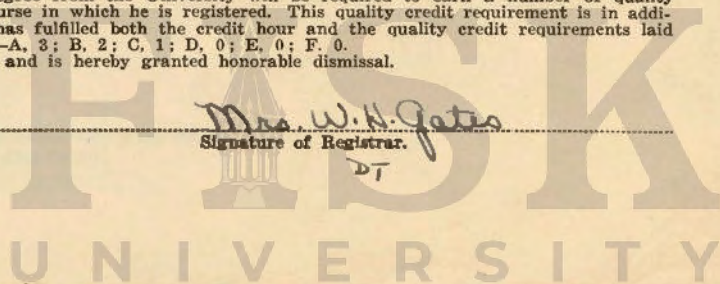 urse in which he is registered. This quality credit requirement is in addi-
has fulfilled both the credit hour and the quality credit requirements laid
—A, 3; B, 2; C, 1; D, 0; E, 0; F. 0.
and is hereby granted honorable dismissal.
Mrs. W. H. Gates
Signature of Registrar.
DT
FISK
UNIVERSITY